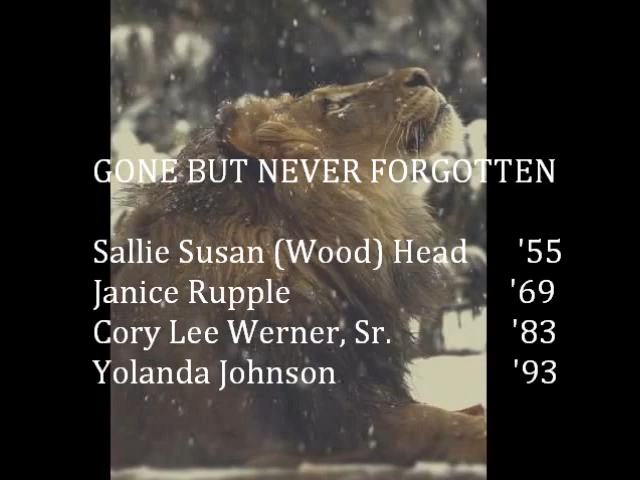 GONE BUT NEVER FORGOTTEN
Sallie Susan (Wood) Head '55
Janice Rupple '69
Cory Lee Werner, Sr. '83
Yolanda Johnson '93